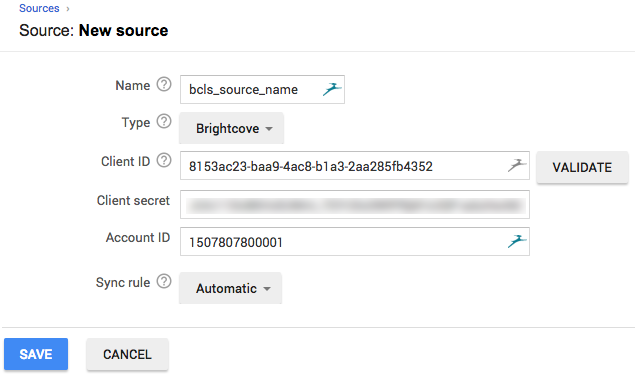 Sources ›
Source: New source
Name ? bcls_source_name
Type ? Brightcove
Client ID ? 8153ac23-baa9-4ac8-b1a3-2aa285fb4352 VALIDATE
Client secret
Account ID 1507807800001
Sync rule ? Automatic
SAVE CANCEL